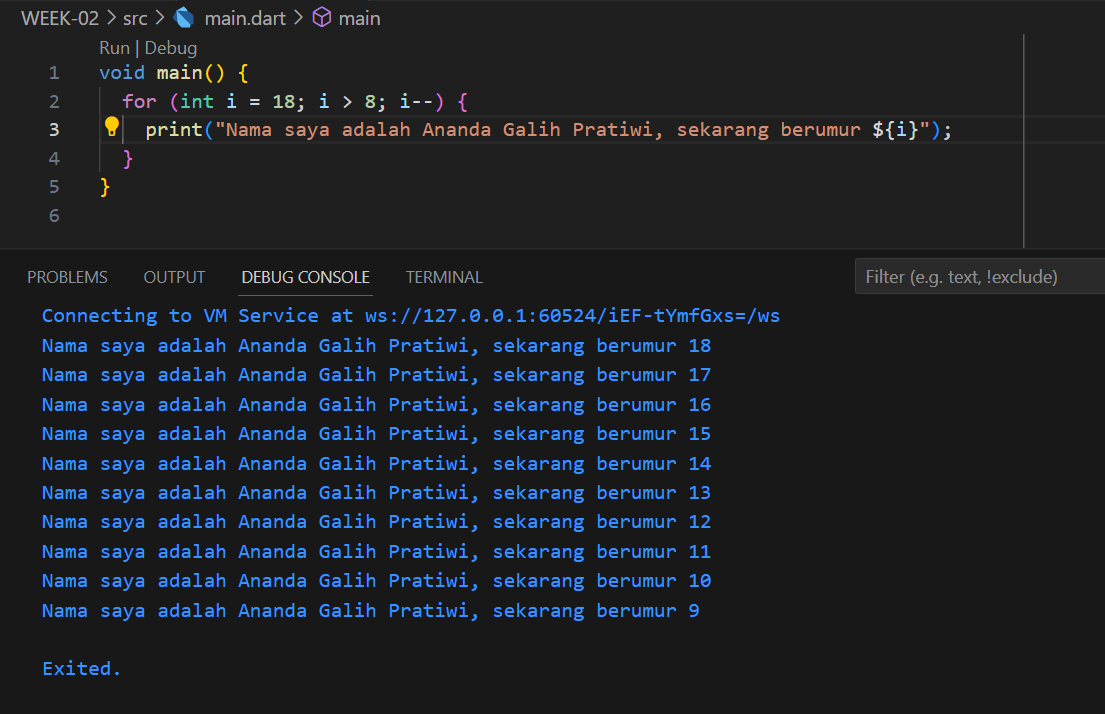 WEEK-02 > src > main.dart > main
Run | Debug
1 void main() {
2   for (int i = 18; i > 8; i--) {
3     print("Nama saya adalah Ananda Galih Pratiwi, sekarang berumur ${i}");
4   }
5 }
6
PROBLEMS OUTPUT DEBUG CONSOLE TERMINAL Filter (e.g. text, !exclude)
Connecting to VM Service at ws://127.0.0.1:60524/iEF-tYmfGxs=/ws
Nama saya adalah Ananda Galih Pratiwi, sekarang berumur 18
Nama saya adalah Ananda Galih Pratiwi, sekarang berumur 17
Nama saya adalah Ananda Galih Pratiwi, sekarang berumur 16
Nama saya adalah Ananda Galih Pratiwi, sekarang berumur 15
Nama saya adalah Ananda Galih Pratiwi, sekarang berumur 14
Nama saya adalah Ananda Galih Pratiwi, sekarang berumur 13
Nama saya adalah Ananda Galih Pratiwi, sekarang berumur 12
Nama saya adalah Ananda Galih Pratiwi, sekarang berumur 11
Nama saya adalah Ananda Galih Pratiwi, sekarang berumur 10
Nama saya adalah Ananda Galih Pratiwi, sekarang berumur 9
Exited.